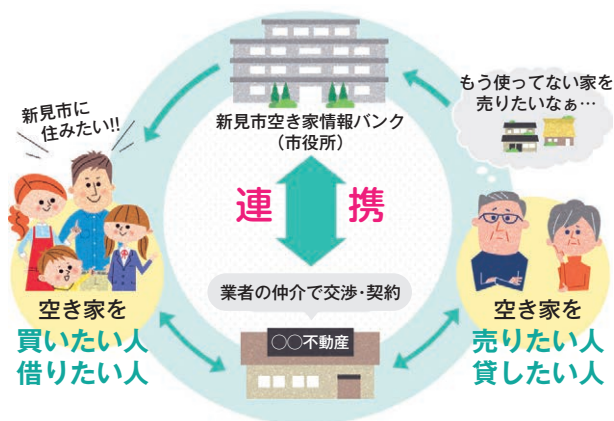 もう使ってない家を
売りたいなぁ…
新見市に
住みたい!!
新見市空き家情報バンク
(市役所)
連 携
業者の仲介で交渉・契約
〇〇不動産
空き家を
買いたい人
借りたい人
空き家を
売りたい人
貸したい人